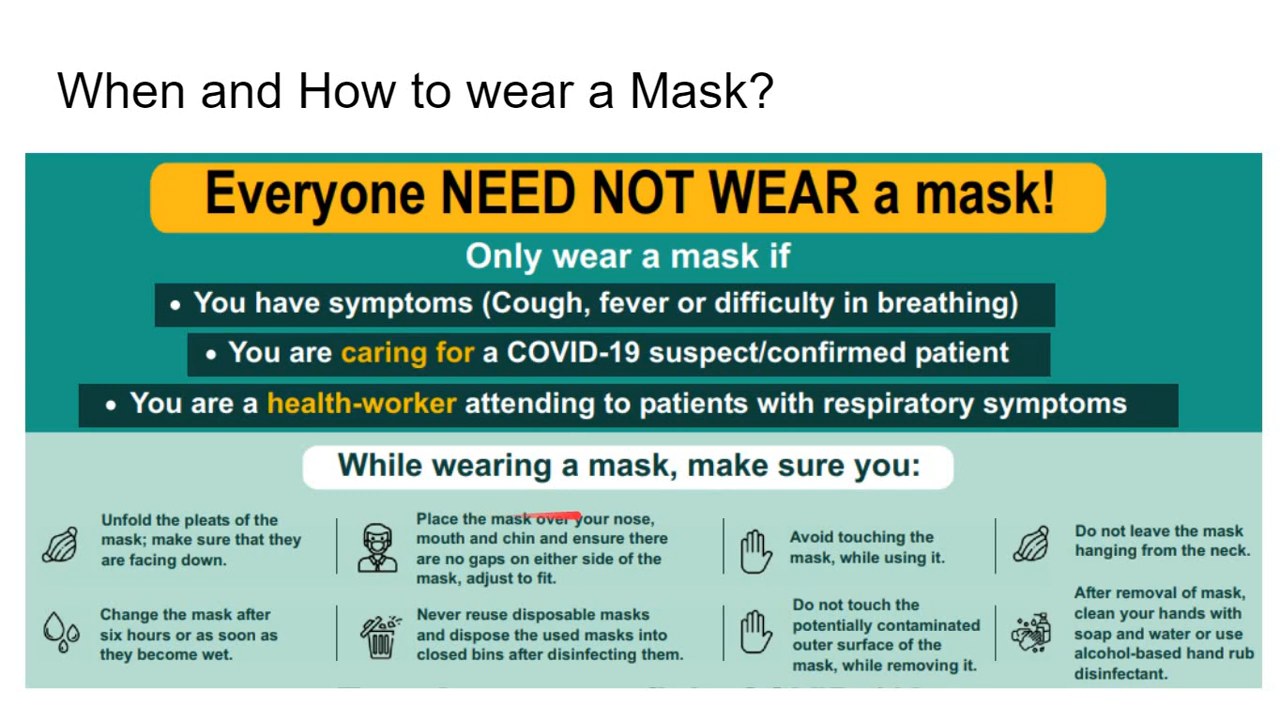 When and How to wear a Mask?
Everyone NEED NOT WEAR a mask!
Only wear a mask if
• You have symptoms (Cough, fever or difficulty in breathing)
• You are caring for a COVID-19 suspect/confirmed patient
• You are a health-worker attending to patients with respiratory symptoms
While wearing a mask, make sure you:
Unfold the pleats of the
mask; make sure that they
are facing down.
Place the mask over your nose,
mouth and chin and ensure there
are no gaps on either side of the
mask, adjust to fit.
Avoid touching the
mask, while using it.
Do not leave the mask
hanging from the neck.
Change the mask after
six hours or as soon as
they become wet.
Never reuse disposable masks
and dispose the used masks into
closed bins after disinfecting them.
Do not touch the
potentially contaminated
outer surface of the
mask, while removing it.
After removal of mask,
clean your hands with
soap and water or use
alcohol-based hand rub
disinfectant.